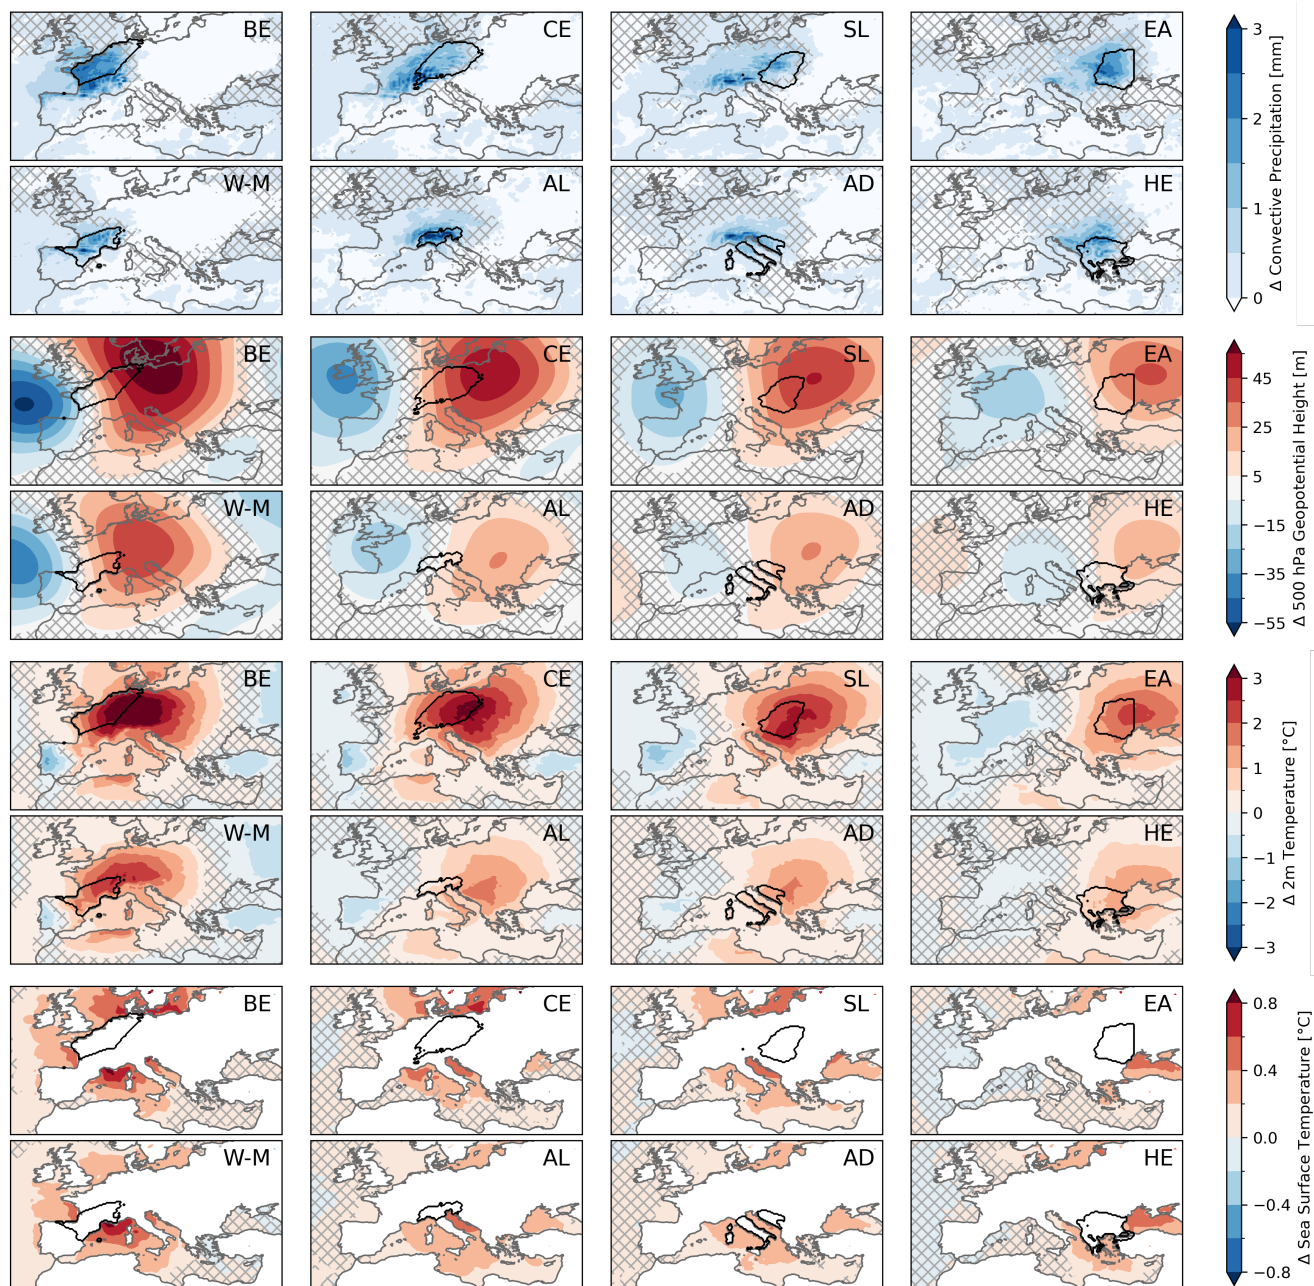 BE CE SL EA
W-M AL AD HE
3
2
1
0
Δ Convective Precipitation [mm]
BE CE SL EA
W-M AL AD HE
45
25
5
−15
−35
−55
Δ 500 hPa Geopotential Height [m]
BE CE SL EA
W-M AL AD HE
3
2
1
0
−1
−2
−3
Δ 2m Temperature [°C]
BE CE SL EA
W-M AL AD HE
0.8
0.4
0.0
−0.4
−0.8
Δ Sea Surface Temperature [°C]